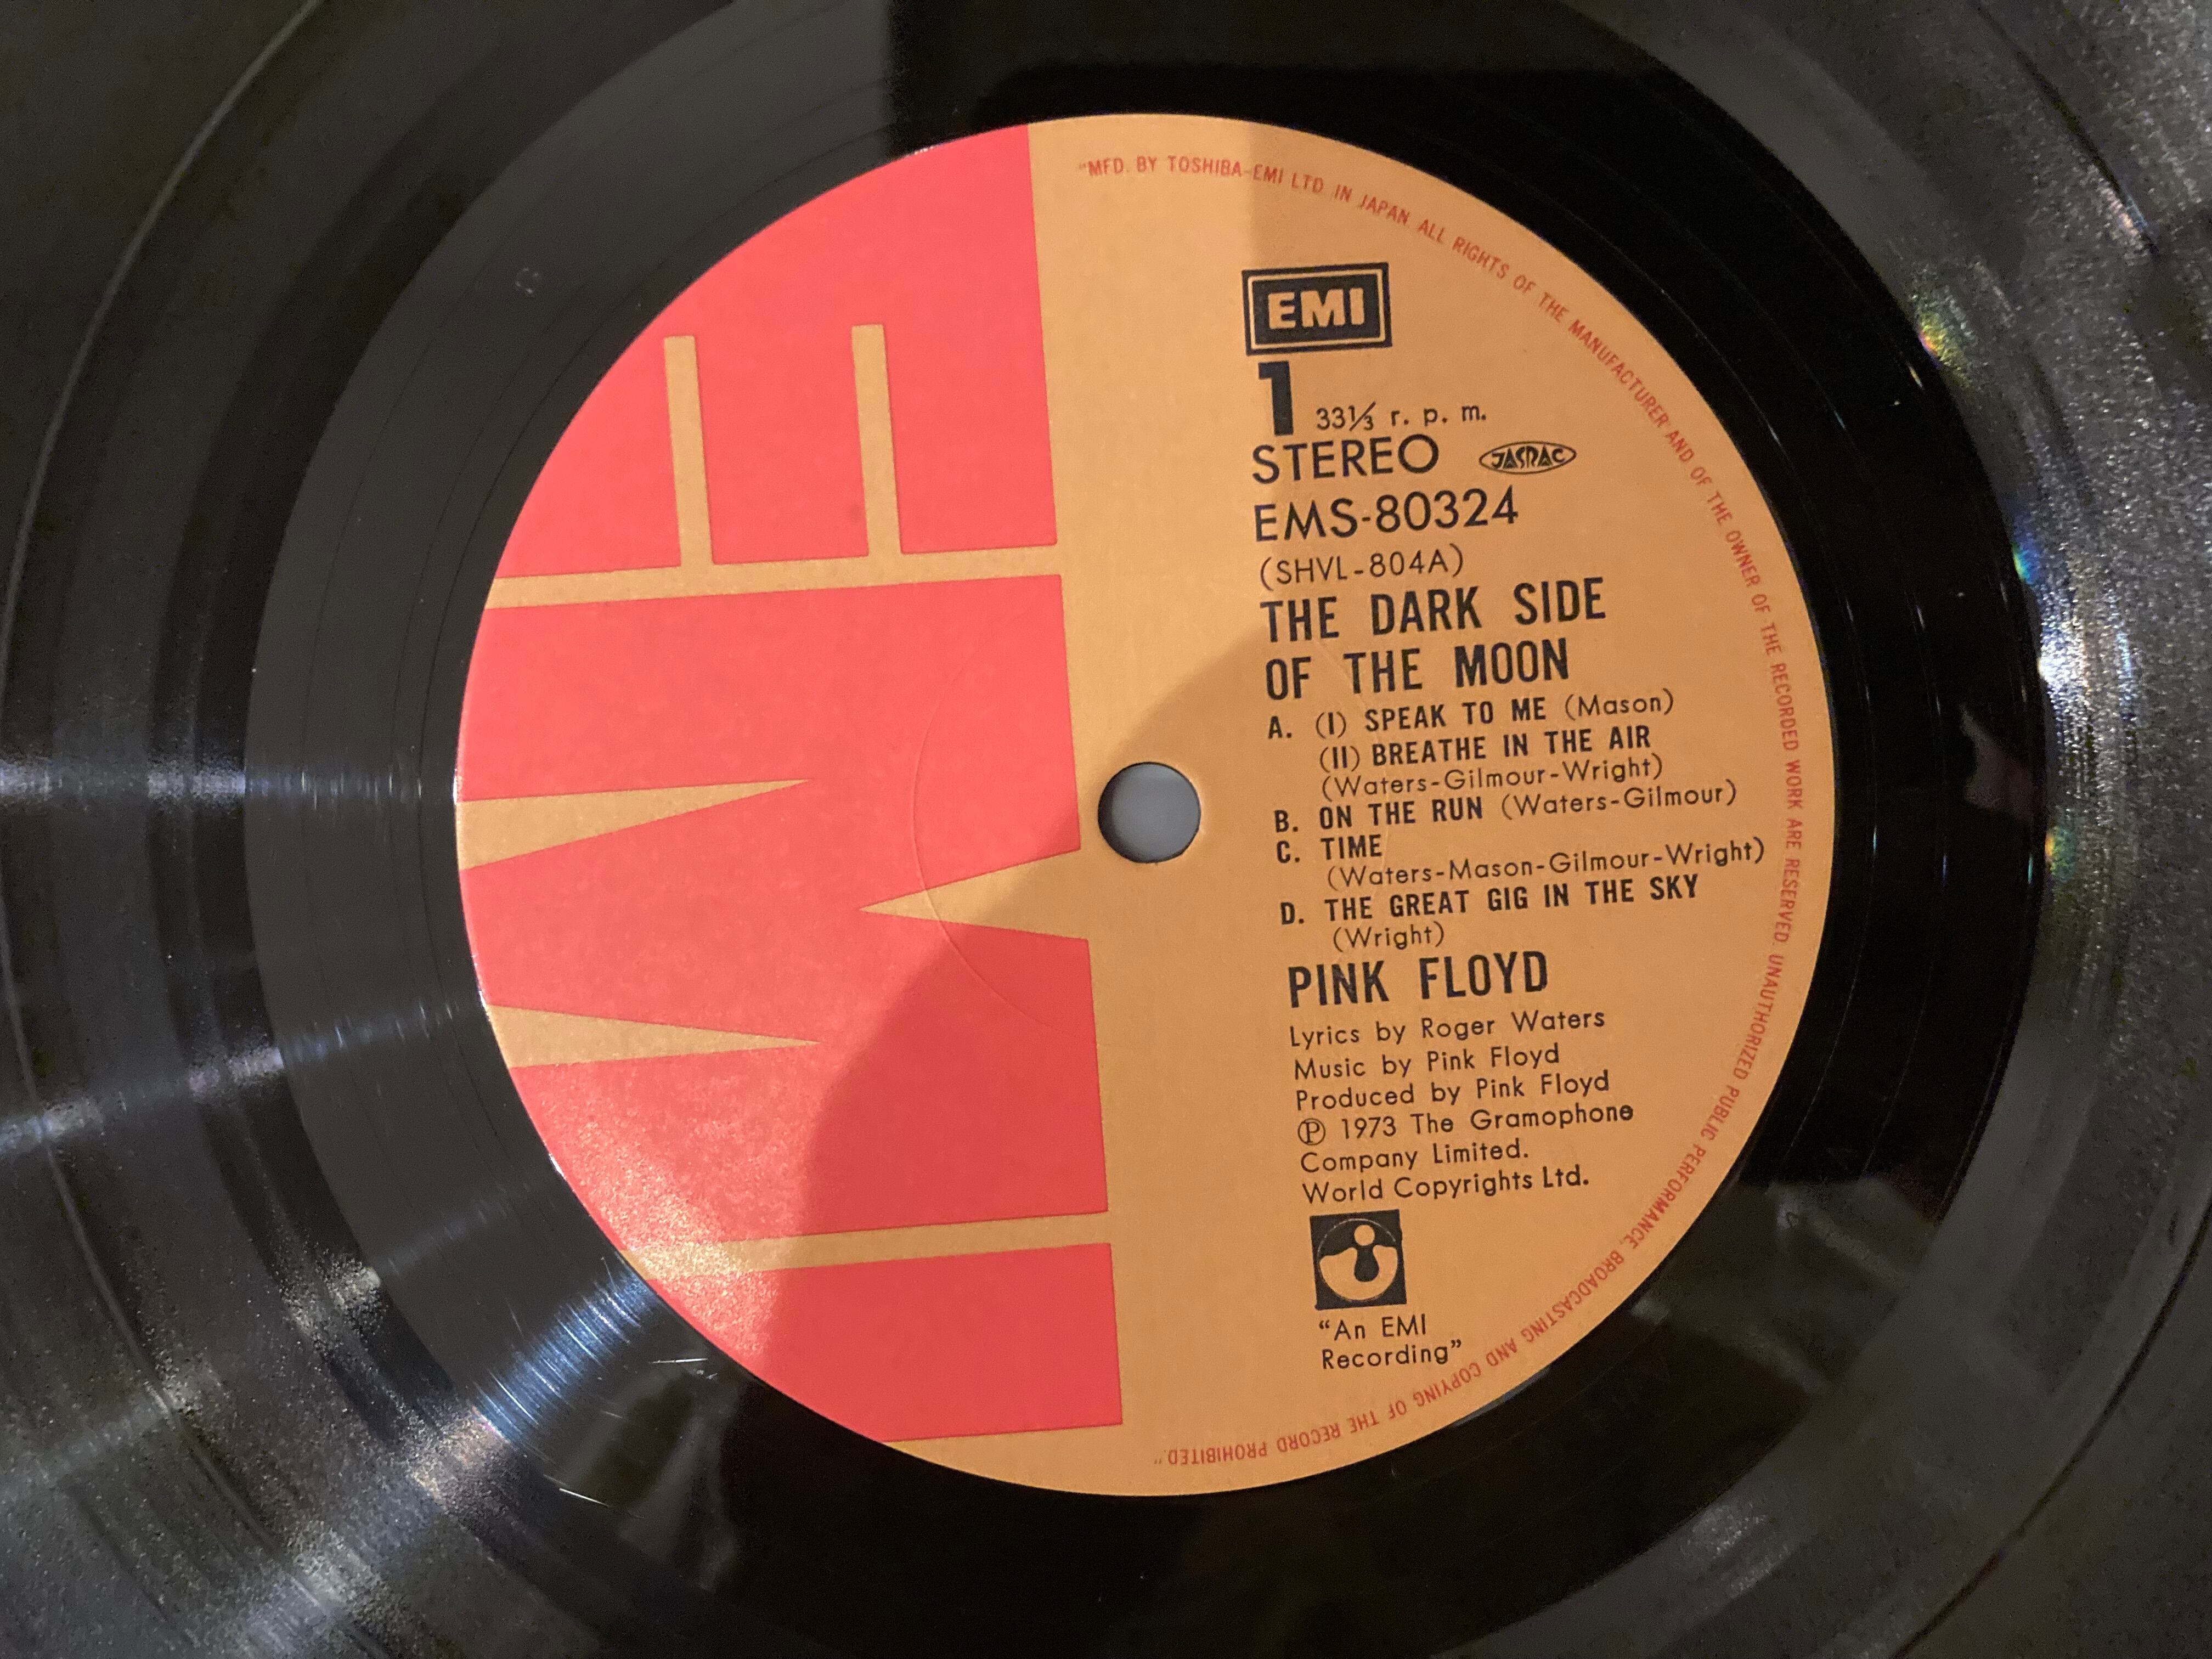 "MFD. BY TOSHIBA-EMI LTD. IN JAPAN ALL RIGHTS OF THE MANUFACTURER AND OF THE OWNER OF THE RECORDED WORK ARE RESERVED. UNAUTHORIZED PUBLIC PERFORMANCE, BROADCASTING AND COPYING OF THE RECORD PROHIBITED."
EMI
EMI
1 33⅓ r. p. m.
STEREO JASRAC
EMS-80324
(SHVL-804A)
THE DARK SIDE
OF THE MOON
A. (I) SPEAK TO ME (Mason)
(II) BREATHE IN THE AIR
(Waters-Gilmour-Wright)
B. ON THE RUN (Waters-Gilmour)
C. TIME
(Waters-Mason-Gilmour-Wright)
D. THE GREAT GIG IN THE SKY
(Wright)
PINK FLOYD
Lyrics by Roger Waters
Music by Pink Floyd
Produced by Pink Floyd
Ⓟ 1973 The Gramophone
Company Limited.
World Copyrights Ltd.
“An EMI
Recording”